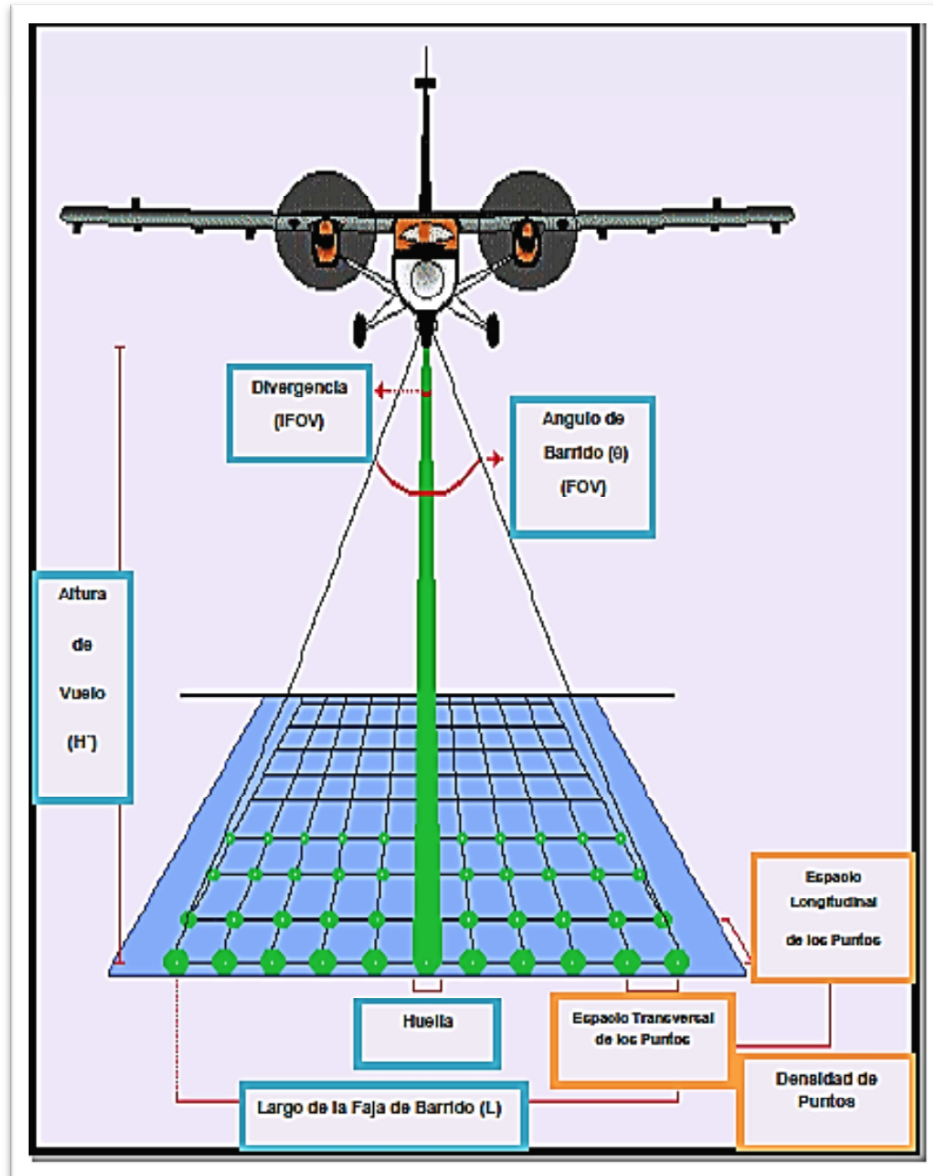 Divergencia
(IFOV)
Angulo de
Barrido (θ)
(FOV)
Altura
de
Vuelo
(H')
Espacio
Longitudinal
de los Puntos
Huella
Espacio Transversal
de los Puntos
Densidad de
Puntos
Largo de la Faja de Barrido (L)